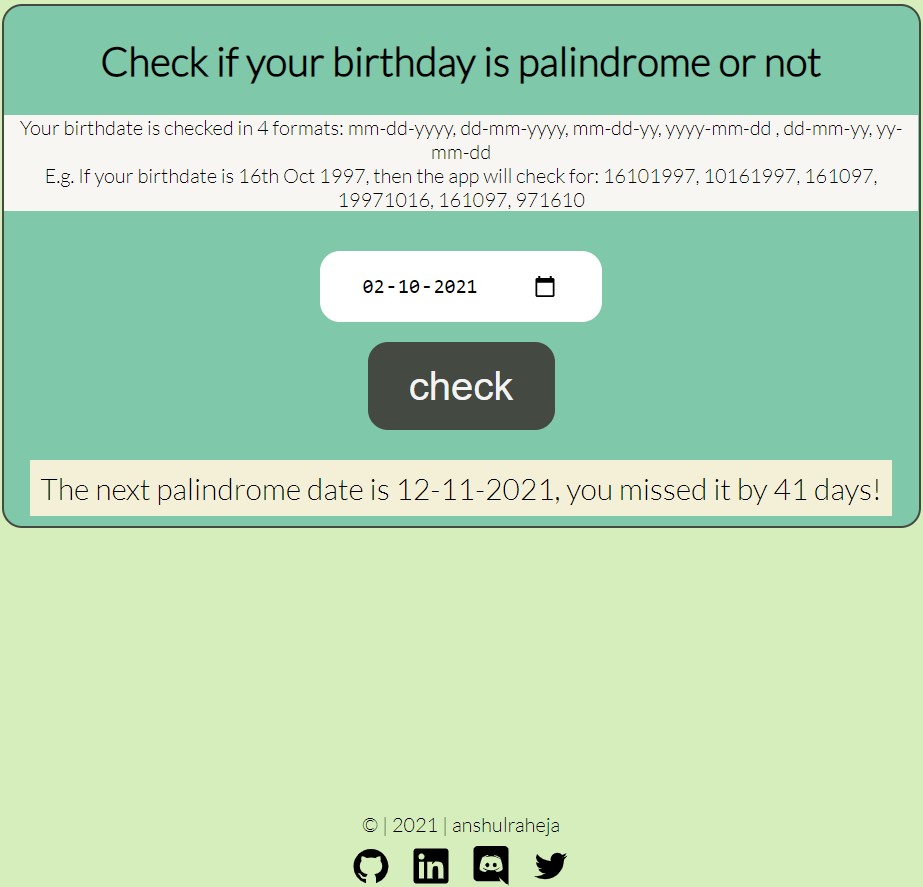 Check if your birthday is palindrome or not
Your birthdate is checked in 4 formats: mm-dd-yyyy, dd-mm-yyyy, mm-dd-yy, yyyy-mm-dd , dd-mm-yy, yy-
mm-dd
E.g. If your birthdate is 16th Oct 1997, then the app will check for: 16101997, 10161997, 161097,
19971016, 161097, 971610
02-10-2021
check
The next palindrome date is 12-11-2021, you missed it by 41 days!
© | 2021 | anshulraheja
in